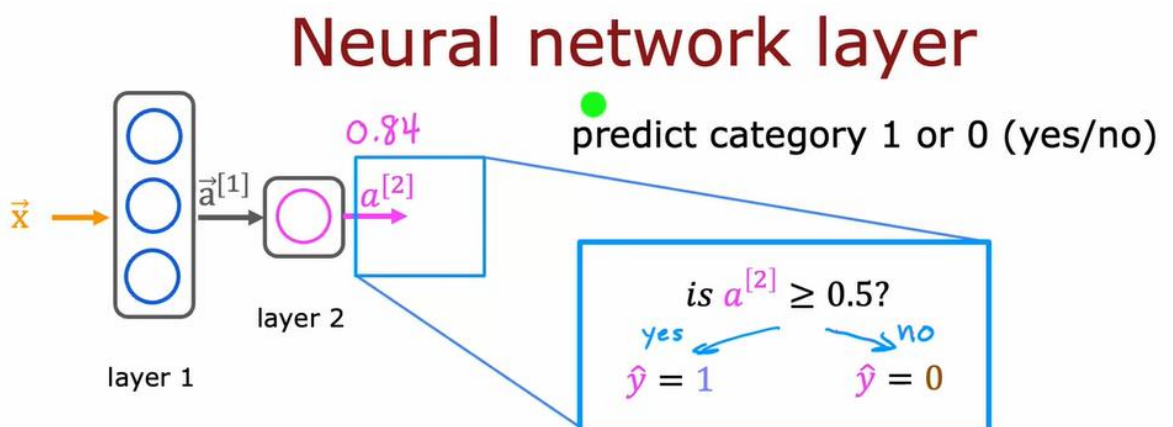 Neural network layer
0.84
predict category 1 or 0 (yes/no)
x⃗
a⃗^[1]
a^[2]
layer 2
layer 1
is a^[2] ≥ 0.5?
yes no
ŷ = 1 ŷ = 0